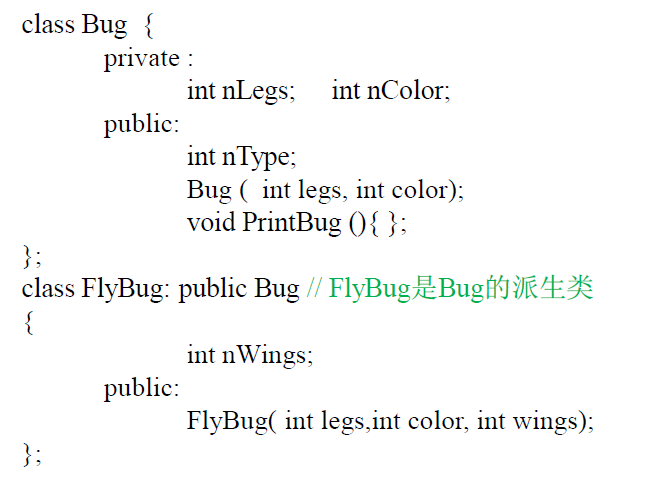 class Bug {
private :
int nLegs; int nColor;
public:
int nType;
Bug ( int legs, int color);
void PrintBug (){ };
};
class FlyBug: public Bug // FlyBug是Bug的派生类
{
int nWings;
public:
FlyBug( int legs,int color, int wings);
};